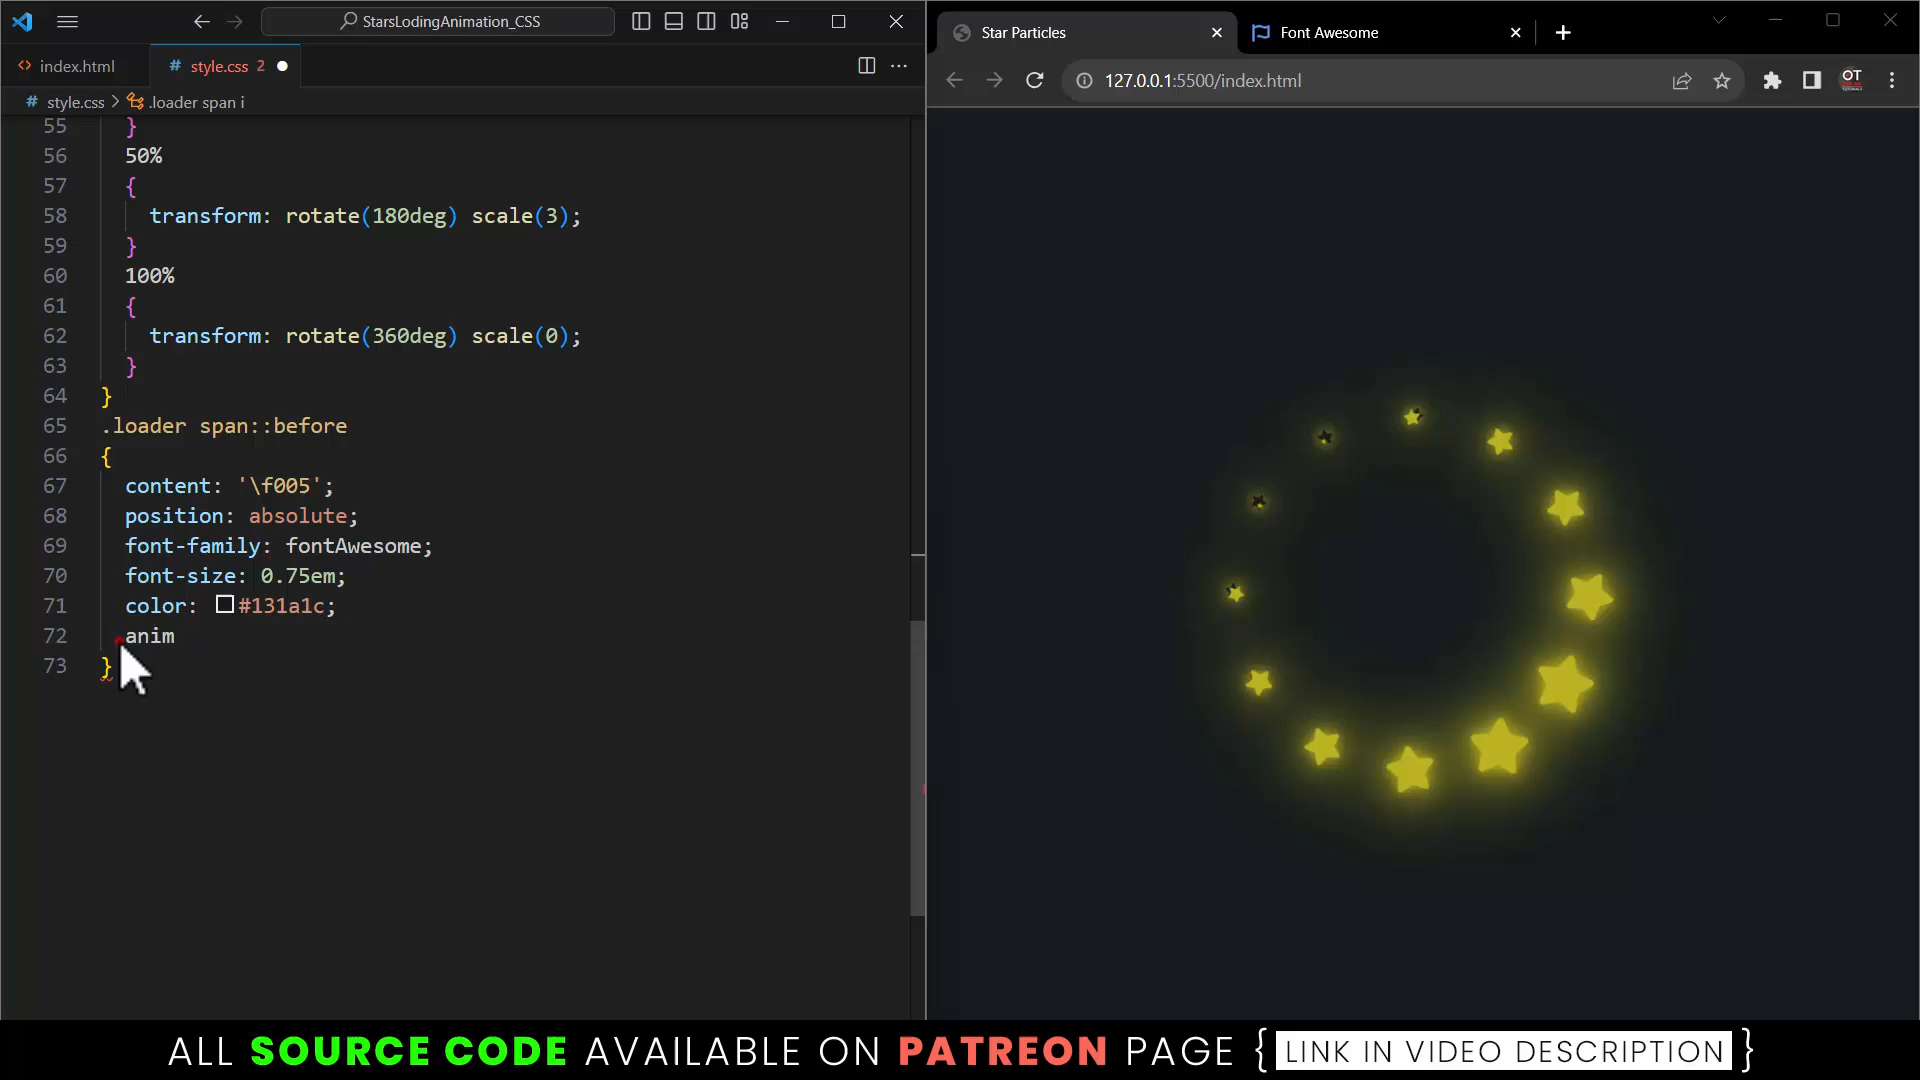 StarsLodingAnimation_CSS
index.html
# style.css 2
# style.css > .loader span i
55 }
56 50%
57 {
58 transform: rotate(180deg) scale(3);
59 }
60 100%
61 {
62 transform: rotate(360deg) scale(0);
63 }
64 }
65 .loader span::before
66 {
67 content: '\f005';
68 position: absolute;
69 font-family: fontAwesome;
70 font-size: 0.75em;
71 color: #131a1c;
72 anim
73 }
Star Particles
Font Awesome
127.0.0.1:5500/index.html
OT
ALL SOURCE CODE AVAILABLE ON PATREON PAGE { LINK IN VIDEO DESCRIPTION }